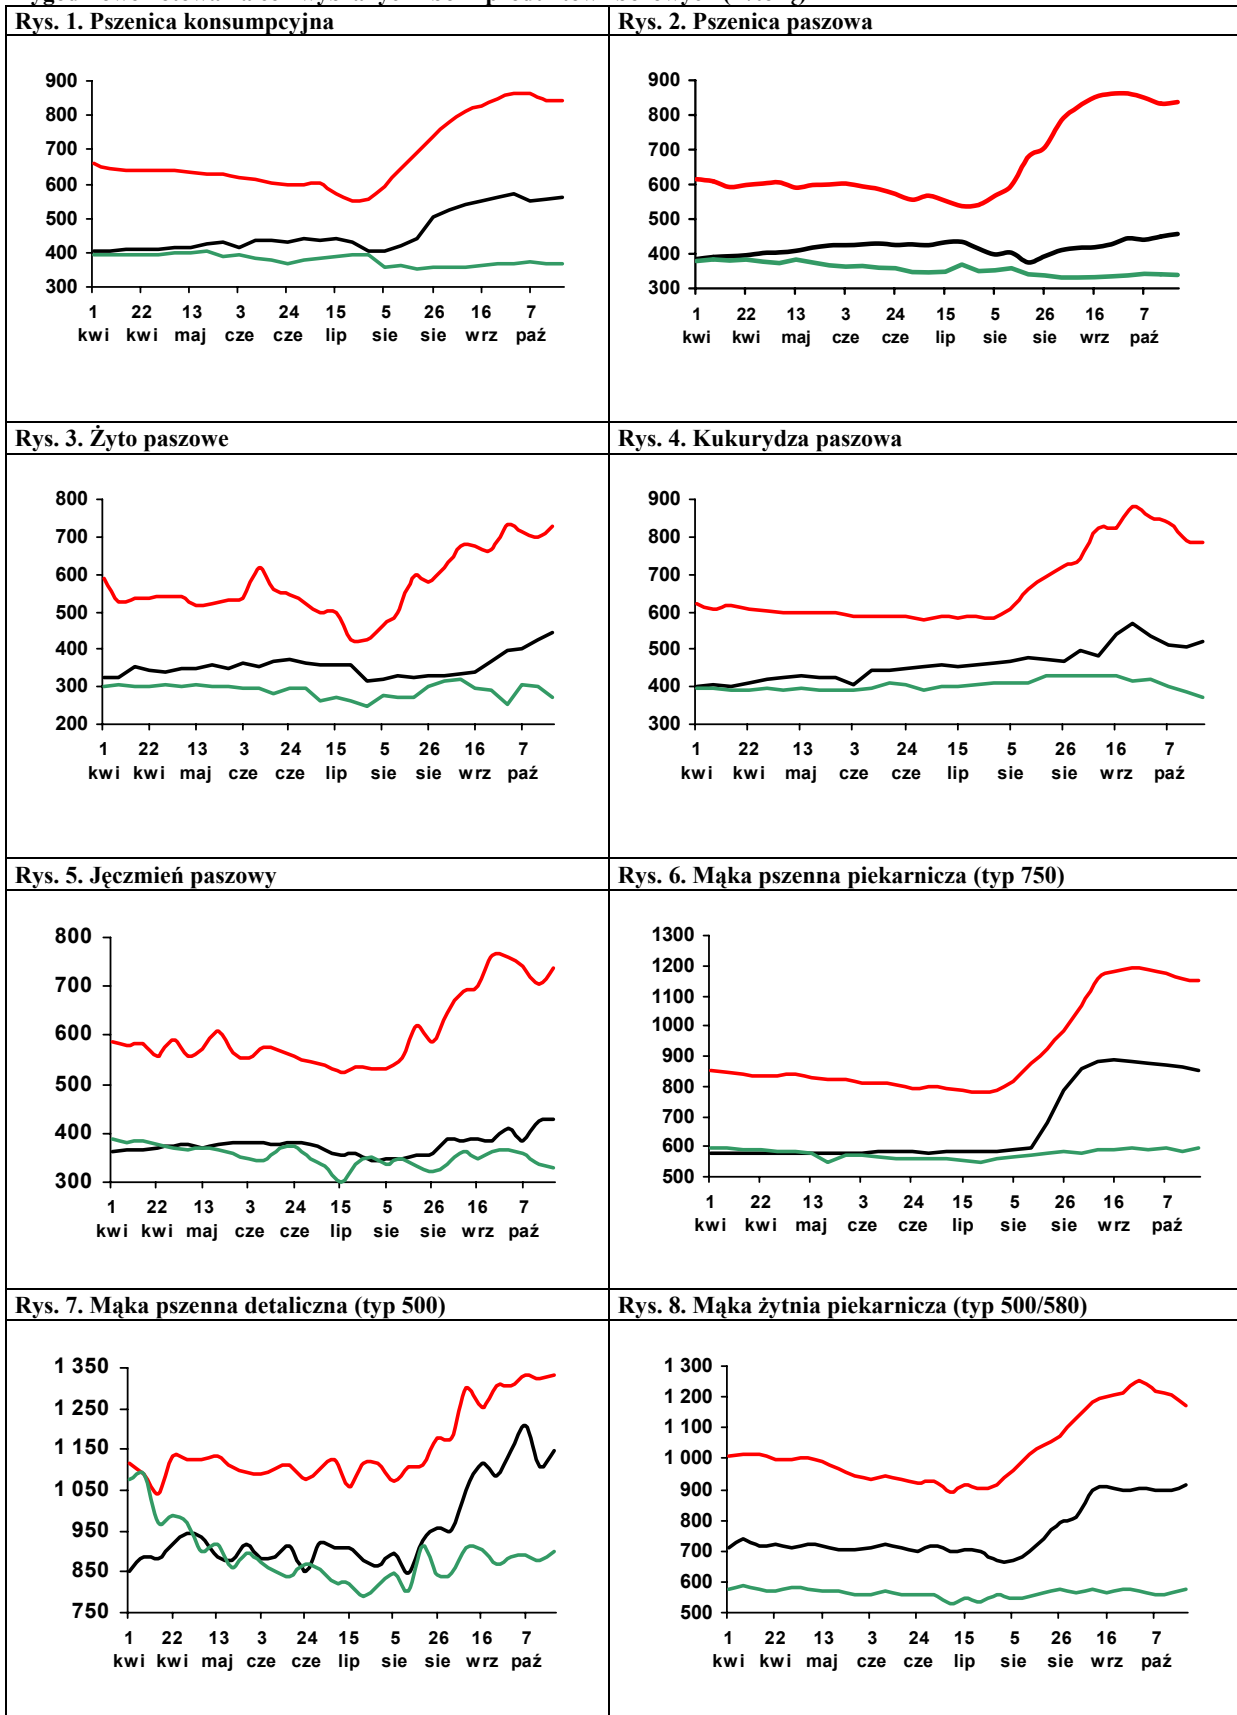 Rys. 1. Pszenica konsumpcyjna
Rys. 2. Pszenica paszowa
900
800
700
600
500
400
300
1 22 13 3 24 15 5 26 16 7
kwi kwi maj cze cze lip sie sie wrz paź
900
800
700
600
500
400
300
1 22 13 3 24 15 5 26 16 7
kwi kwi maj cze cze lip sie sie wrz paź
Rys. 3. Żyto paszowe
Rys. 4. Kukurydza paszowa
800
700
600
500
400
300
200
1 22 13 3 24 15 5 26 16 7
kwi kwi maj cze cze lip sie sie wrz paź
900
800
700
600
500
400
300
1 22 13 3 24 15 5 26 16 7
kwi kwi maj cze cze lip sie sie wrz paź
Rys. 5. Jęczmień paszowy
Rys. 6. Mąka pszenna piekarnicza (typ 750)
800
700
600
500
400
300
1 22 13 3 24 15 5 26 16 7
kwi kwi maj cze cze lip sie sie wrz paź
1300
1200
1100
1000
900
800
700
600
500
1 22 13 3 24 15 5 26 16 7
kwi kwi maj cze cze lip sie sie wrz paź
Rys. 7. Mąka pszenna detaliczna (typ 500)
Rys. 8. Mąka żytnia piekarnicza (typ 500/580)
1 350
1 250
1 150
1 050
950
850
750
1 22 13 3 24 15 5 26 16 7
kwi kwi maj cze cze lip sie sie wrz paź
1 300
1 200
1 100
1 000
900
800
700
600
500
1 22 13 3 24 15 5 26 16 7
kwi kwi maj cze cze lip sie sie wrz paź